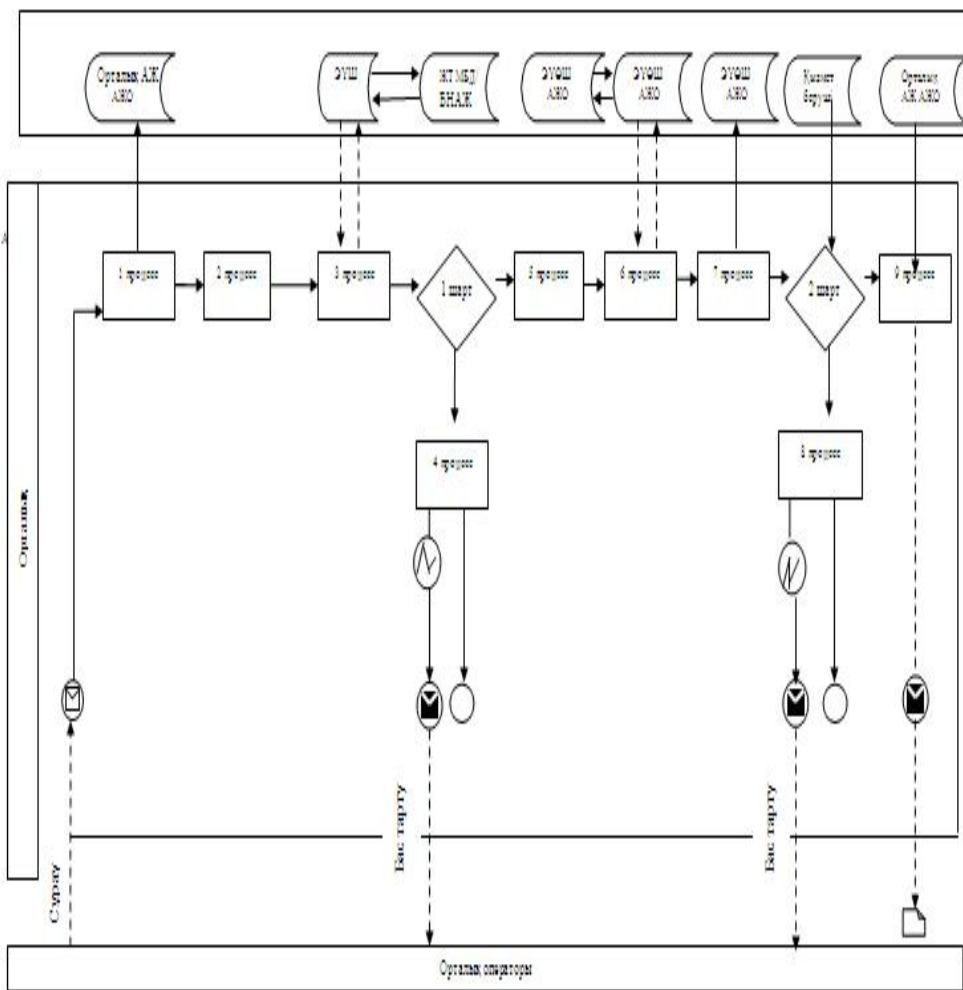 Орталық АЖ
АЖО
ЭҮШ
ЖТ МБД
БНАЖ
ЭҮӨШ
АЖО
ЭҮӨШ
АЖО
ЭҮӨШ
АЖО
Қызмет
беруші
Орталық
АЖ АЖО
А
1 процесс
2 процесс
3 процесс
1 шарт
5 процесс
6 процесс
7 процесс
2 шарт
9 процесс
4 процесс
8 процесс
Орталық
Сұрау
Бас тарту
Бас тарту
Орталық операторы